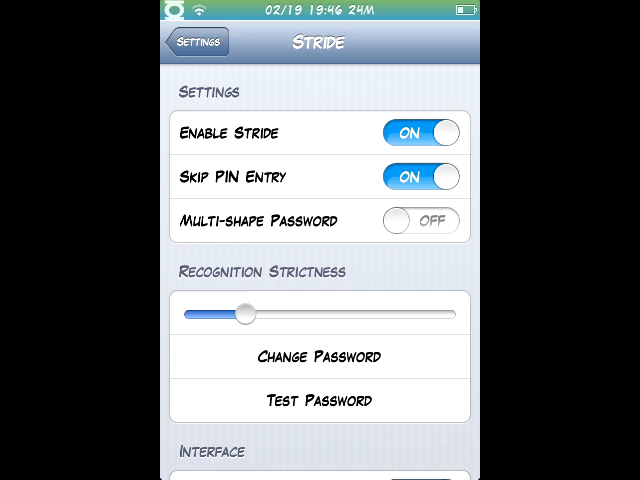 02/19 19:46 24M
Settings
Stride
Settings
Enable Stride
ON
Skip PIN Entry
ON
Multi-shape Password
OFF
Recognition Strictness
Change Password
Test Password
Interface